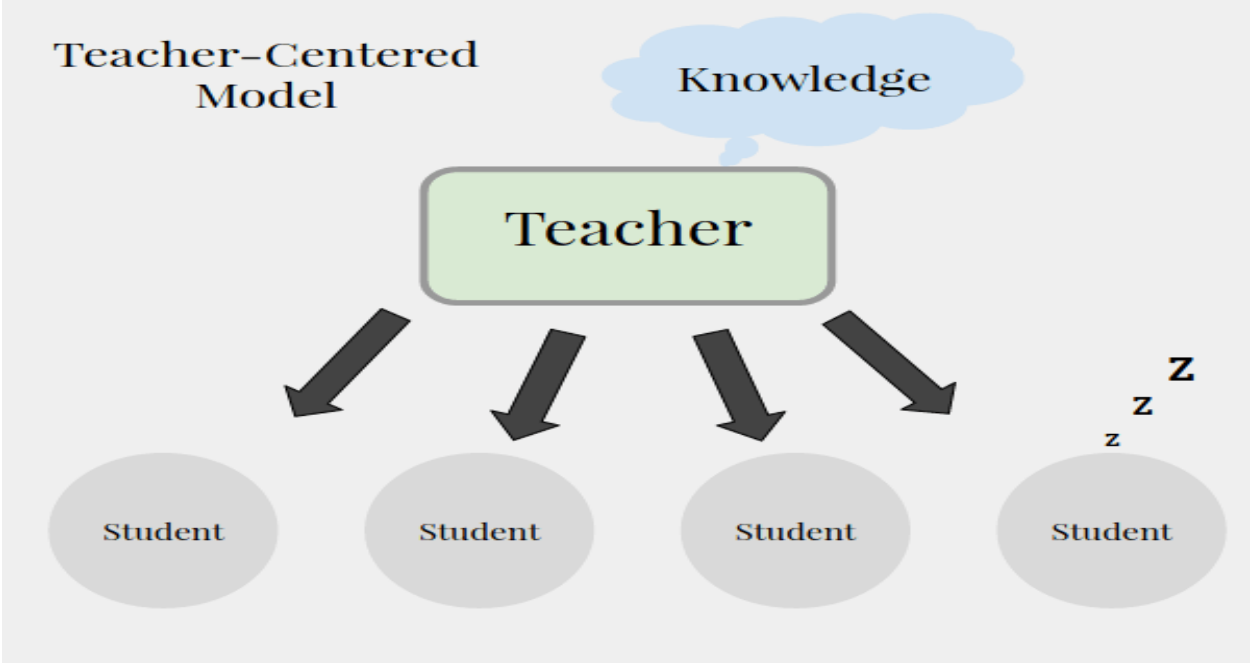 Teacher-Centered
Model
Knowledge
Teacher
z
z
z
Student
Student
Student
Student